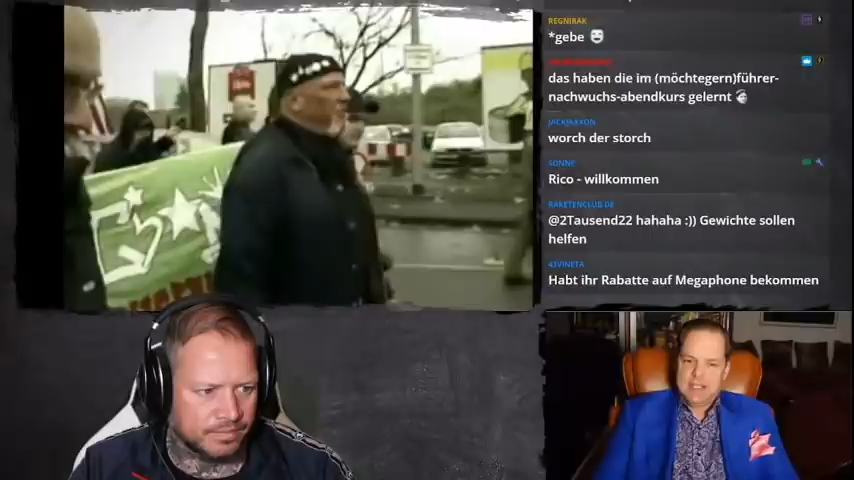 REGNIRAK
*gebe
das haben die im (möchtegern)führer-
nachwuchs-abendkurs gelernt
JACKJAXXON
worch der storch
SONNE
Rico - willkommen
RAKETENCLUB.DE
@2Tausend22 hahaha :)) Gewichte sollen
helfen
43VINETA
Habt ihr Rabatte auf Megaphone bekommen